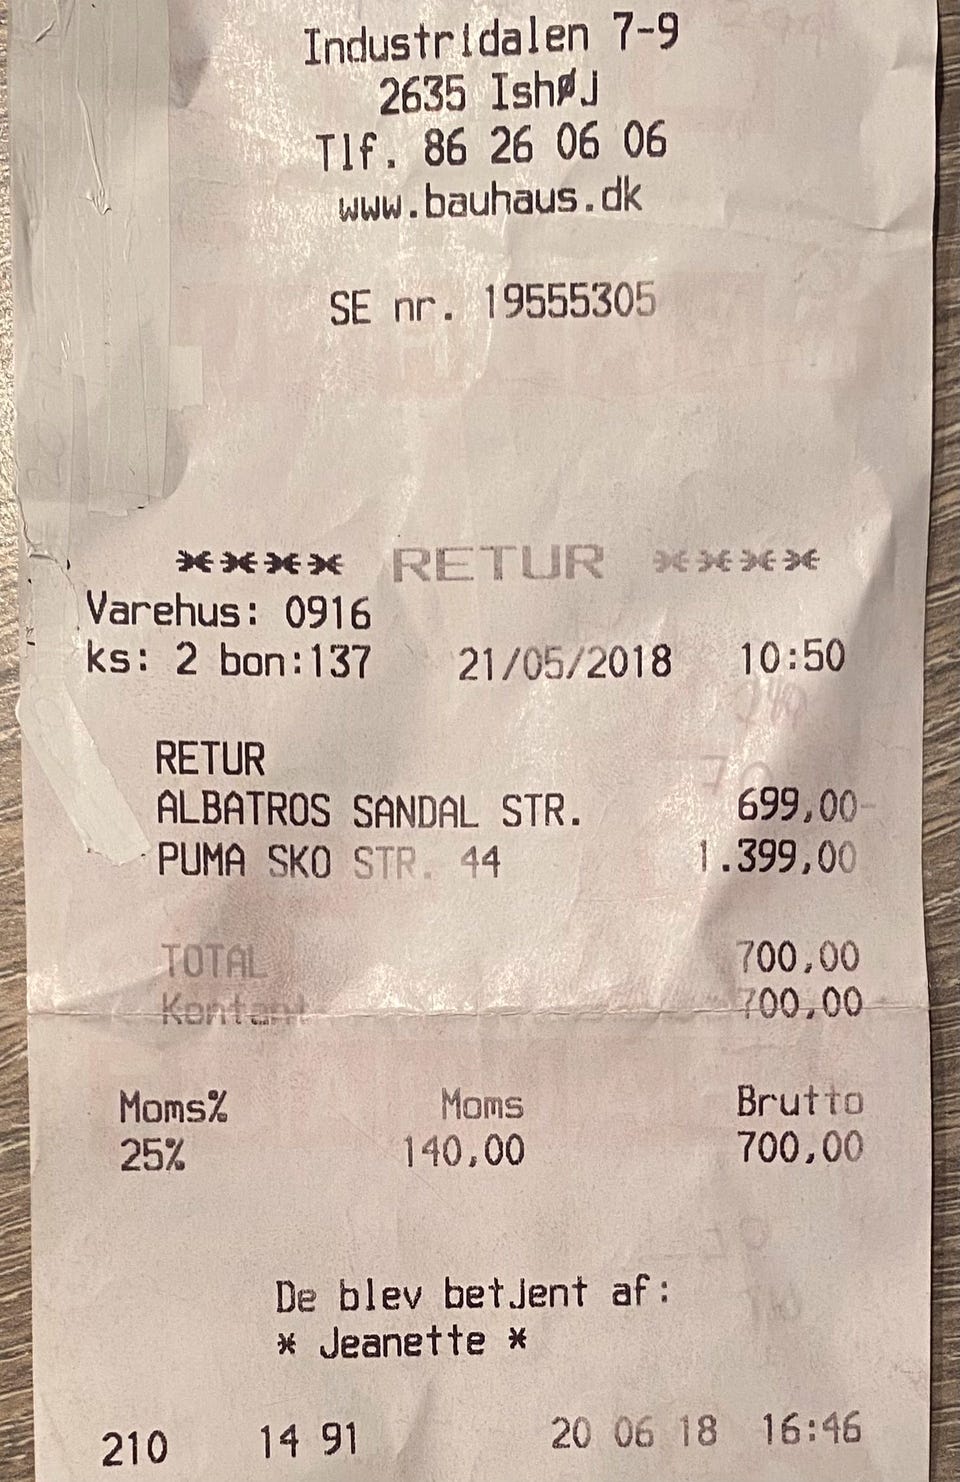 Industridalen 7-9
2635 Ishøj
Tlf. 86 26 06 06
www.bauhaus.dk
SE nr. 19555305
**** RETUR ****
Varehus: 0916
ks: 2 bon:137 21/05/2018 10:50
RETUR
ALBATROS SANDAL STR. 699,00-
PUMA SKO STR. 44 1.399,00
TOTAL 700,00
Kontant 700,00
Moms% Moms Brutto
25% 140,00 700,00
De blev betjent af:
* Jeanette *
210 14 91 20 06 18 16:46